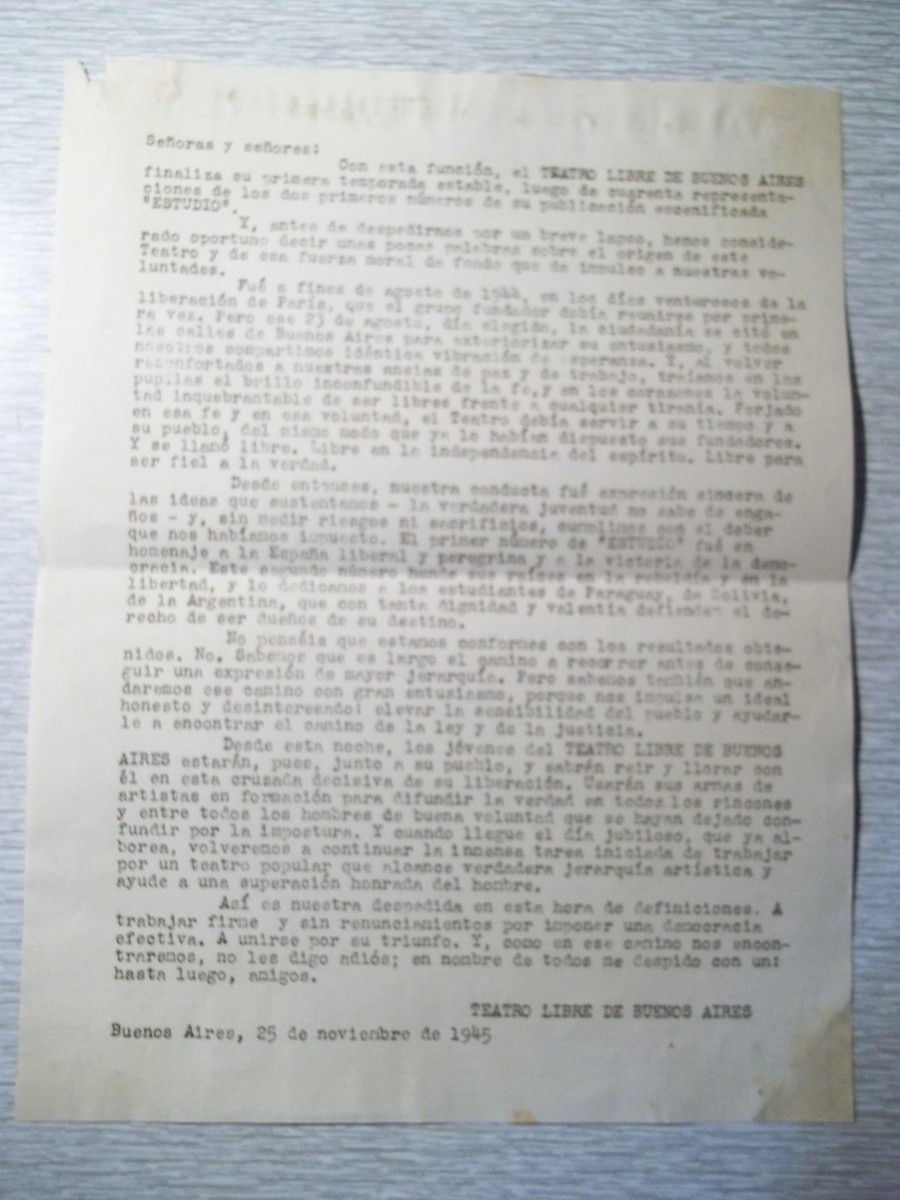 Señoras y señores:
Con esta función, el TEATRO LIBRE DE BUENOS AIRES
finaliza su primera temporada estable, luego de cuarenta representa-
ciones de los dos primeros números de su publicación escenificada
"ESTUDIO".
Y, antes de despedirnos por un breve lapso, hemos conside-
rado oportuno decir unas pocas palabras sobre el origen de este
Teatro y de esa fuerza moral de fondo que da impulso a nuestras vo-
luntades.
Fué a fines de agosto de 1944, en los días venturosos de la
liberación de París, que el grupo fundador debía reunirse por prime-
ra vez. Pero ese 23 de agosto, día elegido, la ciudadanía se citó en
las calles de Buenos Aires para exteriorizar su entusiasmo, y todos
nosotros compartimos idéntica vibración de esperanza. Y, al volver
reconfortados a nuestras ansias de paz y de trabajo, traíamos en las
pupilas el brillo inconfundible de la fe,y en los corazones la volun-
tad inquebrantable de ser libres frente a cualquier tiranía. Forjado
en esa fe y en esa voluntad, el Teatro debía servir a su tiempo y a
su pueblo, del mismo modo que ya lo habían dispuesto sus fundadores.
Y se llamó libre. Libre en la independencia del espíritu. Libre para
ser fiel a la verdad.
Desde entonces, nuestra conducta fué expresión sincera de
las ideas que sustentamos - la verdadera juventud no sabe de enga-
ños - y, sin medir riesgos ni sacrificios, cumplimos con el deber
que nos habíamos impuesto. El primer número de "ESTUDIO" fué en
homenaje a la España liberal y peregrina y a la victoria de la demo-
cracia. Este segundo número hunde sus raíces en la rebeldía y en la
libertad, y lo dedicamos a los estudiantes de Paraguay, de Bolivia,
de la Argentina, que con tanta dignidad y valentía defienden el de-
recho de ser dueños de su destino.
No penséis que estamos conformes con los resultados obte-
nidos. No. Sabemos que es largo el camino a recorrer antes de conse-
guir una expresión de mayor jerarquía. Pero sabemos también que an-
daremos ese camino con gran entusiasmo, porque nos impulsa un ideal
honesto y desinteresado: elevar la sensibilidad del pueblo y ayudar-
le a encontrar el camino de la ley y de la justicia.
Desde esta noche, los jóvenes del TEATRO LIBRE DE BUENOS
AIRES estarán, pues, junto a su pueblo, y sabrán reir y llorar con
él en esta cruzada decisiva de su liberación. Usarán sus armas de
artistas en formación para difundir la verdad en todos los rincones
y entre todos los hombres de buena voluntad que se hayan dejado con-
fundir por la impostura. Y cuando llegue el día jubiloso, que ya al-
borea, volveremos a continuar la inmensa tarea iniciada de trabajar
por un teatro popular que alcance verdadera jerarquía artística y
ayude a una superación honrada del hombre.
Así es nuestra despedida en esta hora de definiciones. A
trabajar firme y sin renunciamientos por imponer una democracia
efectiva. A unirse por su triunfo. Y, como en ese camino nos encon-
traremos, no les digo adiós; en nombre de todos me despido con un:
hasta luego, amigos.
TEATRO LIBRE DE BUENOS AIRES
Buenos Aires, 25 de noviembre de 1945